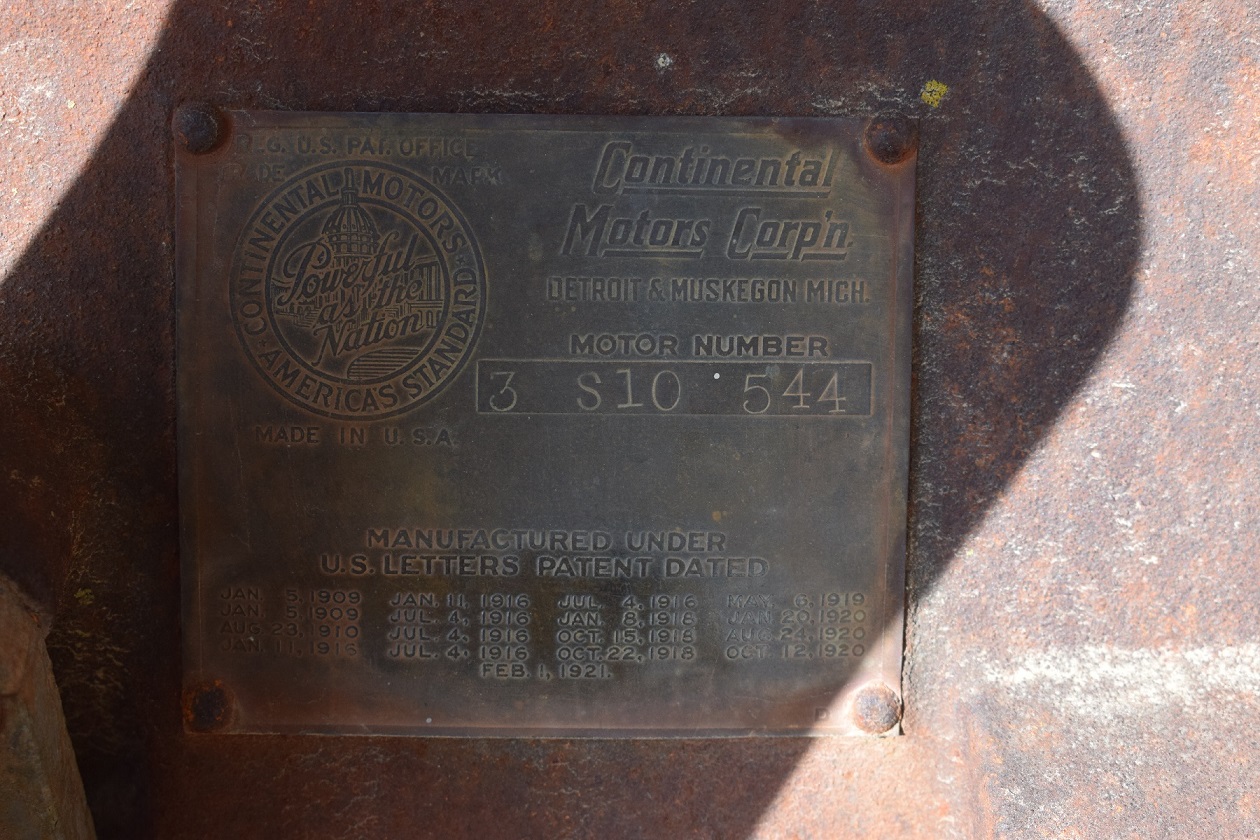 REG. U.S. PAT. OFFICE
TRADE MARK
CONTINENTAL MOTORS
Powerful
as the
Nation
AMERICA'S STANDARD
MADE IN U.S.A.
Continental
Motors Corp'n.
DETROIT & MUSKEGON MICH.
MOTOR NUMBER
3 S10 544
MANUFACTURED UNDER
U.S. LETTERS PATENT DATED
JAN. 5, 1909 JAN. 11, 1916 JUL. 4, 1916 MAY. 6, 1919
JAN. 5, 1909 JUL. 4, 1916 JAN. 8, 1918 JAN. 20, 1920
AUG. 23, 1910 JUL. 4, 1916 OCT. 15, 1918 AUG. 24, 1920
JAN. 11, 1916 JUL. 4, 1916 OCT. 22, 1918 OCT. 12, 1920
FEB. 1, 1921.